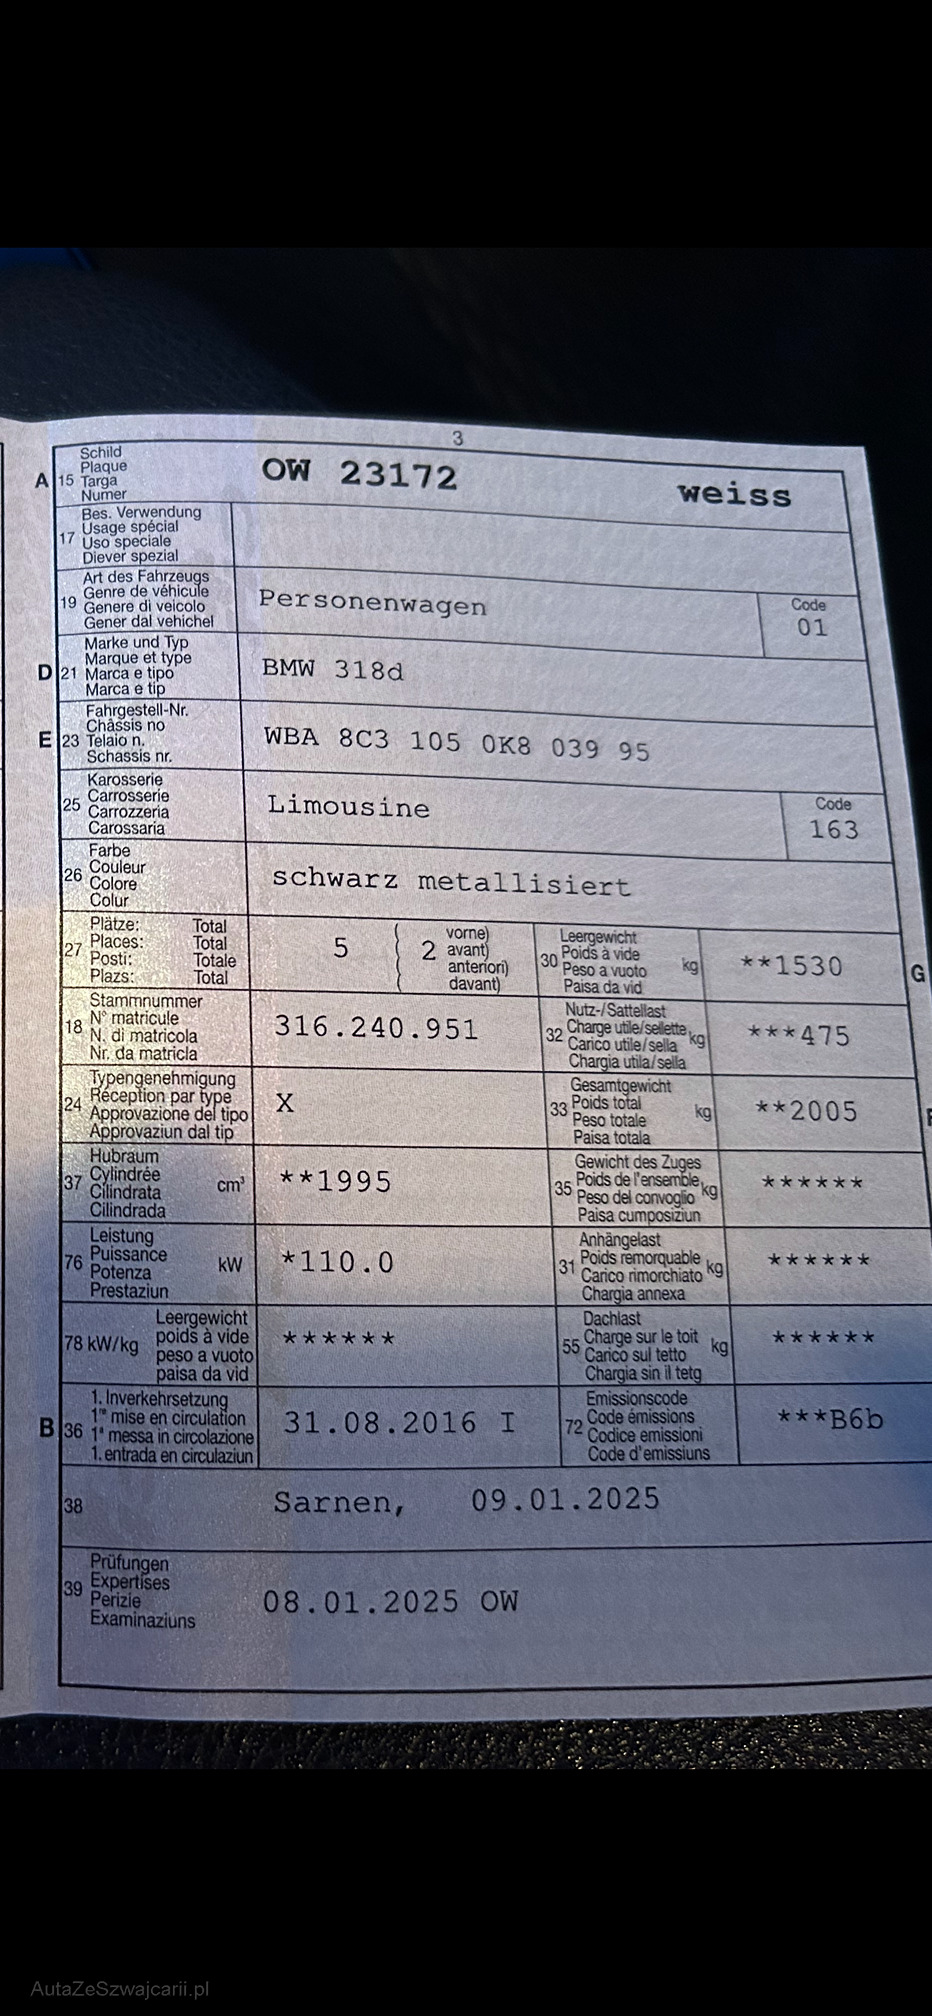 3
A 15 Schild OW 23172 weiss
Plaque
Targa
Numer
17 Bes. Verwendung
Usage spécial
Uso speciale
Diever spezial
19 Art des Fahrzeugs Personenwagen Code
Genre de véhicule 01
Genere di veicolo
Gener dal vehichel
D 21 Marke und Typ BMW 318d
Marque et type
Marca e tipo
Marca e tip
E 23 Fahrgestell-Nr. WBA 8C3 105 0K8 039 95
Châssis no
Telaio n.
Schassis nr.
25 Karosserie Limousine Code
Carrosserie 163
Carrozzeria
Carossaria
26 Farbe schwarz metallisiert
Couleur
Colore
Colur
27 Plätze: Total 5 ( 2 vorne)
Places: Total avant)
Posti: Totale anteriori)
Plazs: Total davant)
30 Leergewicht kg **1530 G
Poids à vide
Peso a vuoto
Paisa da vid
18 Stammnummer 316.240.951
N° matricule
N. di matricola
Nr. da matricla
32 Nutz-/Sattellast kg ***475
Charge utile/sellette
Carico utile/sella
Chargia utila/sella
24 Typengenehmigung X
Réception par type
Approvazione del tipo
Approvaziun dal tip
33 Gesamtgewicht kg **2005
Poids total
Peso totale
Paisa totala
37 Hubraum cm³ **1995
Cylindrée
Cilindrata
Cilindrada
35 Gewicht des Zuges kg ******
Poids de l'ensemble
Peso del convoglio
Paisa cumposiziun
76 Leistung kW *110.0
Puissance
Potenza
Prestaziun
31 Anhängelast kg ******
Poids remorquable
Carico rimorchiato
Chargia annexa
78 kW/kg Leergewicht ******
poids à vide
peso a vuoto
paisa da vid
55 Dachlast kg ******
Charge sur le toit
Carico sul tetto
Chargia sin il tetg
B 36 1. Inverkehrsetzung 31.08.2016 I
1re mise en circulation
1a messa in circolazione
1. entrada en circulaziun
72 Emissionscode ***B6b
Code émissions
Codice emissioni
Code d'emissiuns
38 Sarnen, 09.01.2025
39 Prüfungen 08.01.2025 OW
Expertises
Perizie
Examinaziuns
AutaZeSzwajcarii.pl